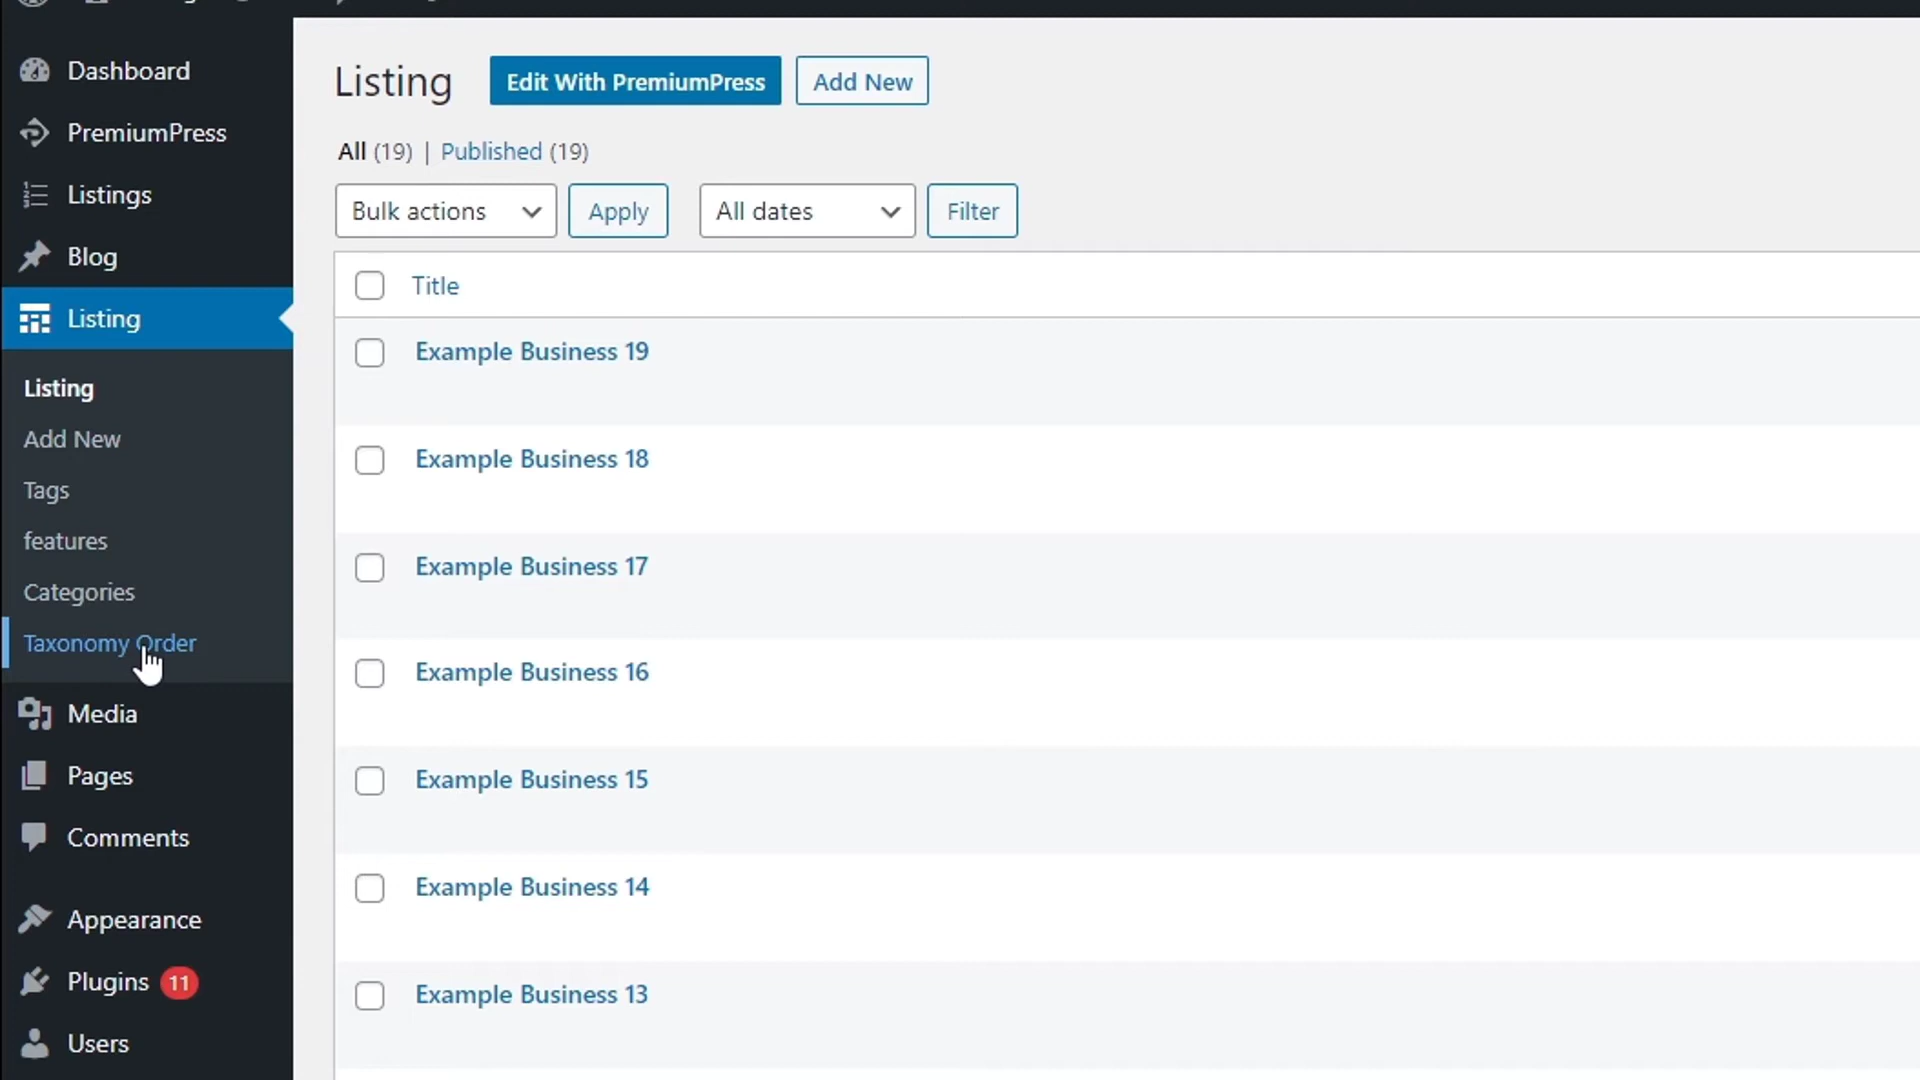 Dashboard
PremiumPress
Listings
Blog
Listing
Listing
Add New
Tags
features
Categories
Taxonomy Order
Media
Pages
Comments
Appearance
Plugins 11
Users
Listing Edit With PremiumPress Add New
All (19) | Published (19)
Bulk actions Apply All dates Filter
Title
Example Business 19
Example Business 18
Example Business 17
Example Business 16
Example Business 15
Example Business 14
Example Business 13